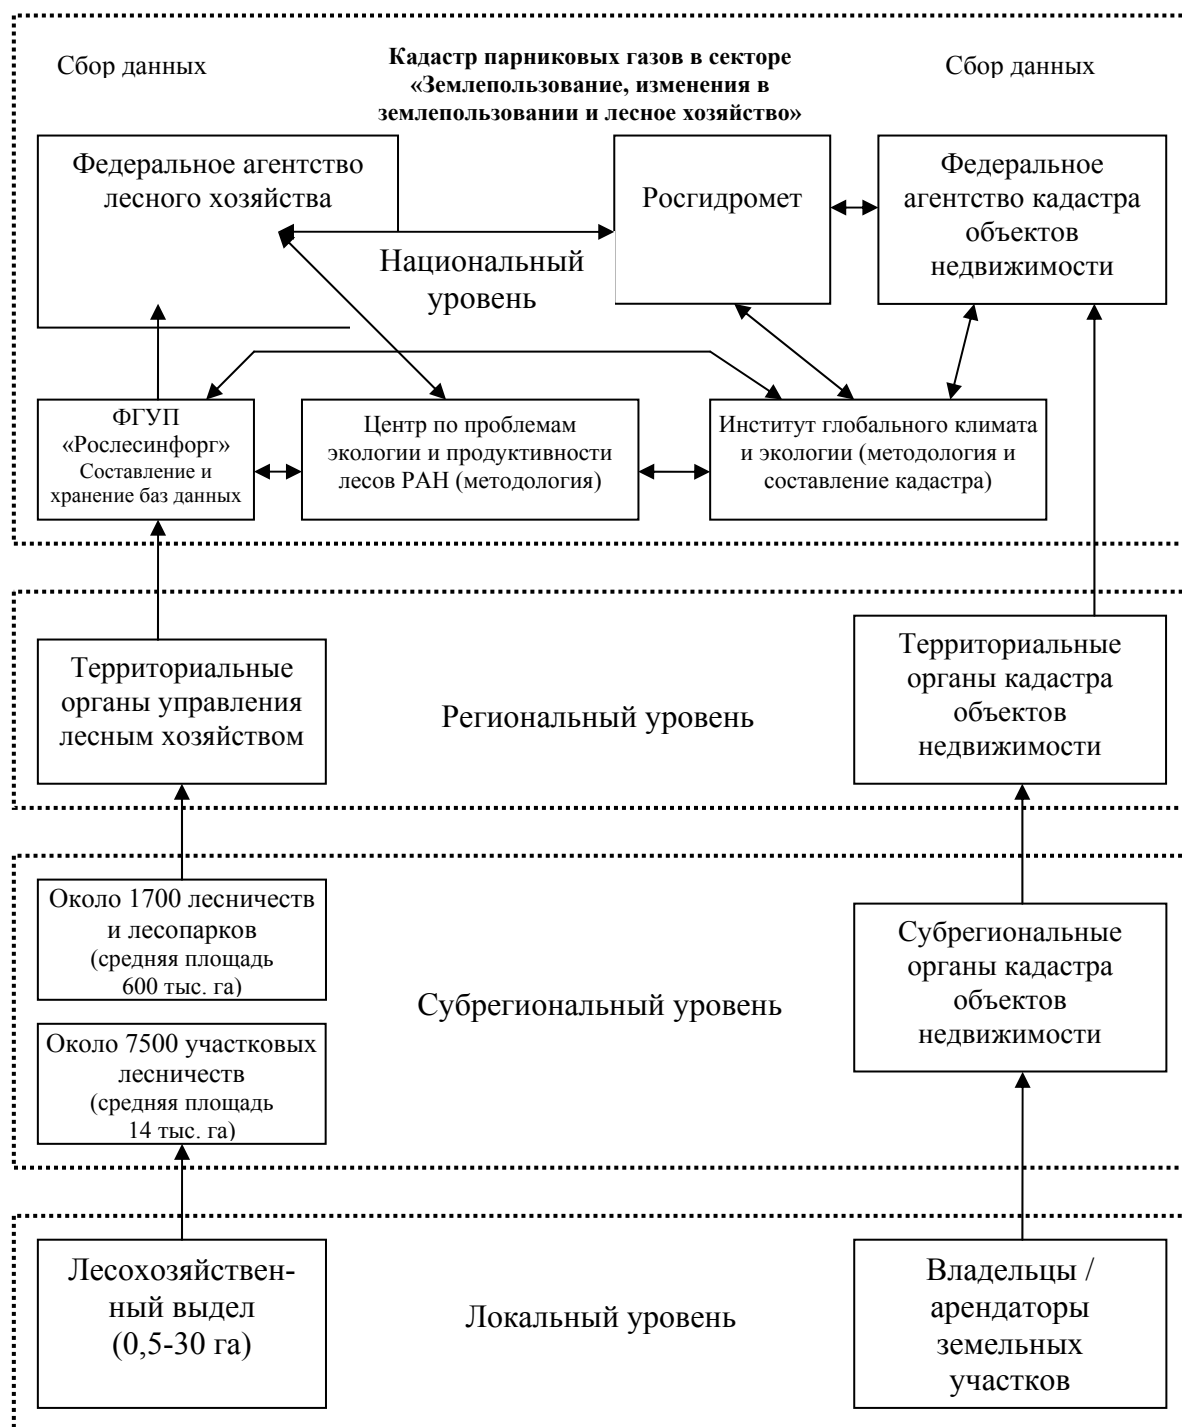 Сбор данных
Кадастр парниковых газов в секторе
«Землепользование, изменения в
землепользовании и лесное хозяйство»
Сбор данных
Федеральное агентство
лесного хозяйства
Росгидромет
Федеральное
агентство кадастра
объектов
недвижимости
Национальный
уровень
ФГУП
«Рослесинфорг»
Составление и
хранение баз данных
Центр по проблемам
экологии и продуктивности
лесов РАН (методология)
Институт глобального климата
и экологии (методология и
составление кадастра)
Территориальные
органы управления
лесным хозяйством
Региональный уровень
Территориальные
органы кадастра
объектов
недвижимости
Около 1700 лесничеств
и лесопарков
(средняя площадь
600 тыс. га)
Около 7500 участковых
лесничеств
(средняя площадь
14 тыс. га)
Субрегиональный уровень
Субрегиональные
органы кадастра
объектов
недвижимости
Лесохозяйствен-
ный выдел
(0,5-30 га)
Локальный уровень
Владельцы /
арендаторы
земельных
участков